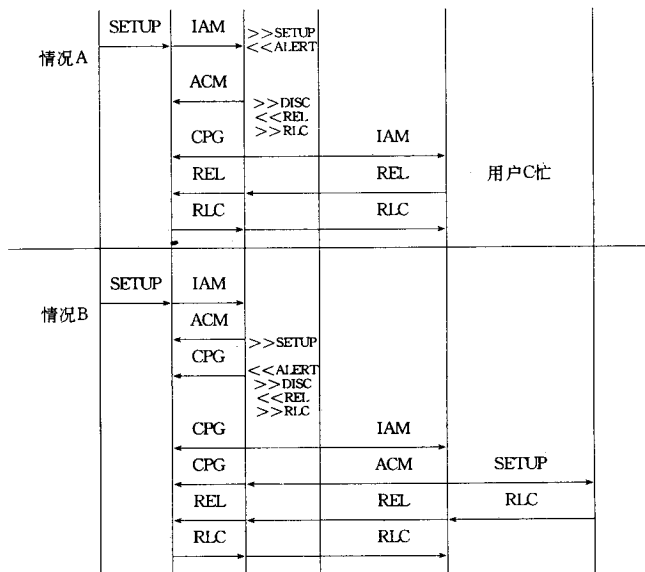 SETUP IAM >>SETUP
<<ALERT
情况A
ACM
>>DISC
<<REL
>>RLC
CPG IAM
REL REL 用户C忙
RLC RLC
SETUP IAM
情况B
ACM
>>SETUP
CPG
<<ALERT
>>DISC
<<REL
>>RLC
CPG IAM
CPG ACM SETUP
REL REL RLC
RLC RLC